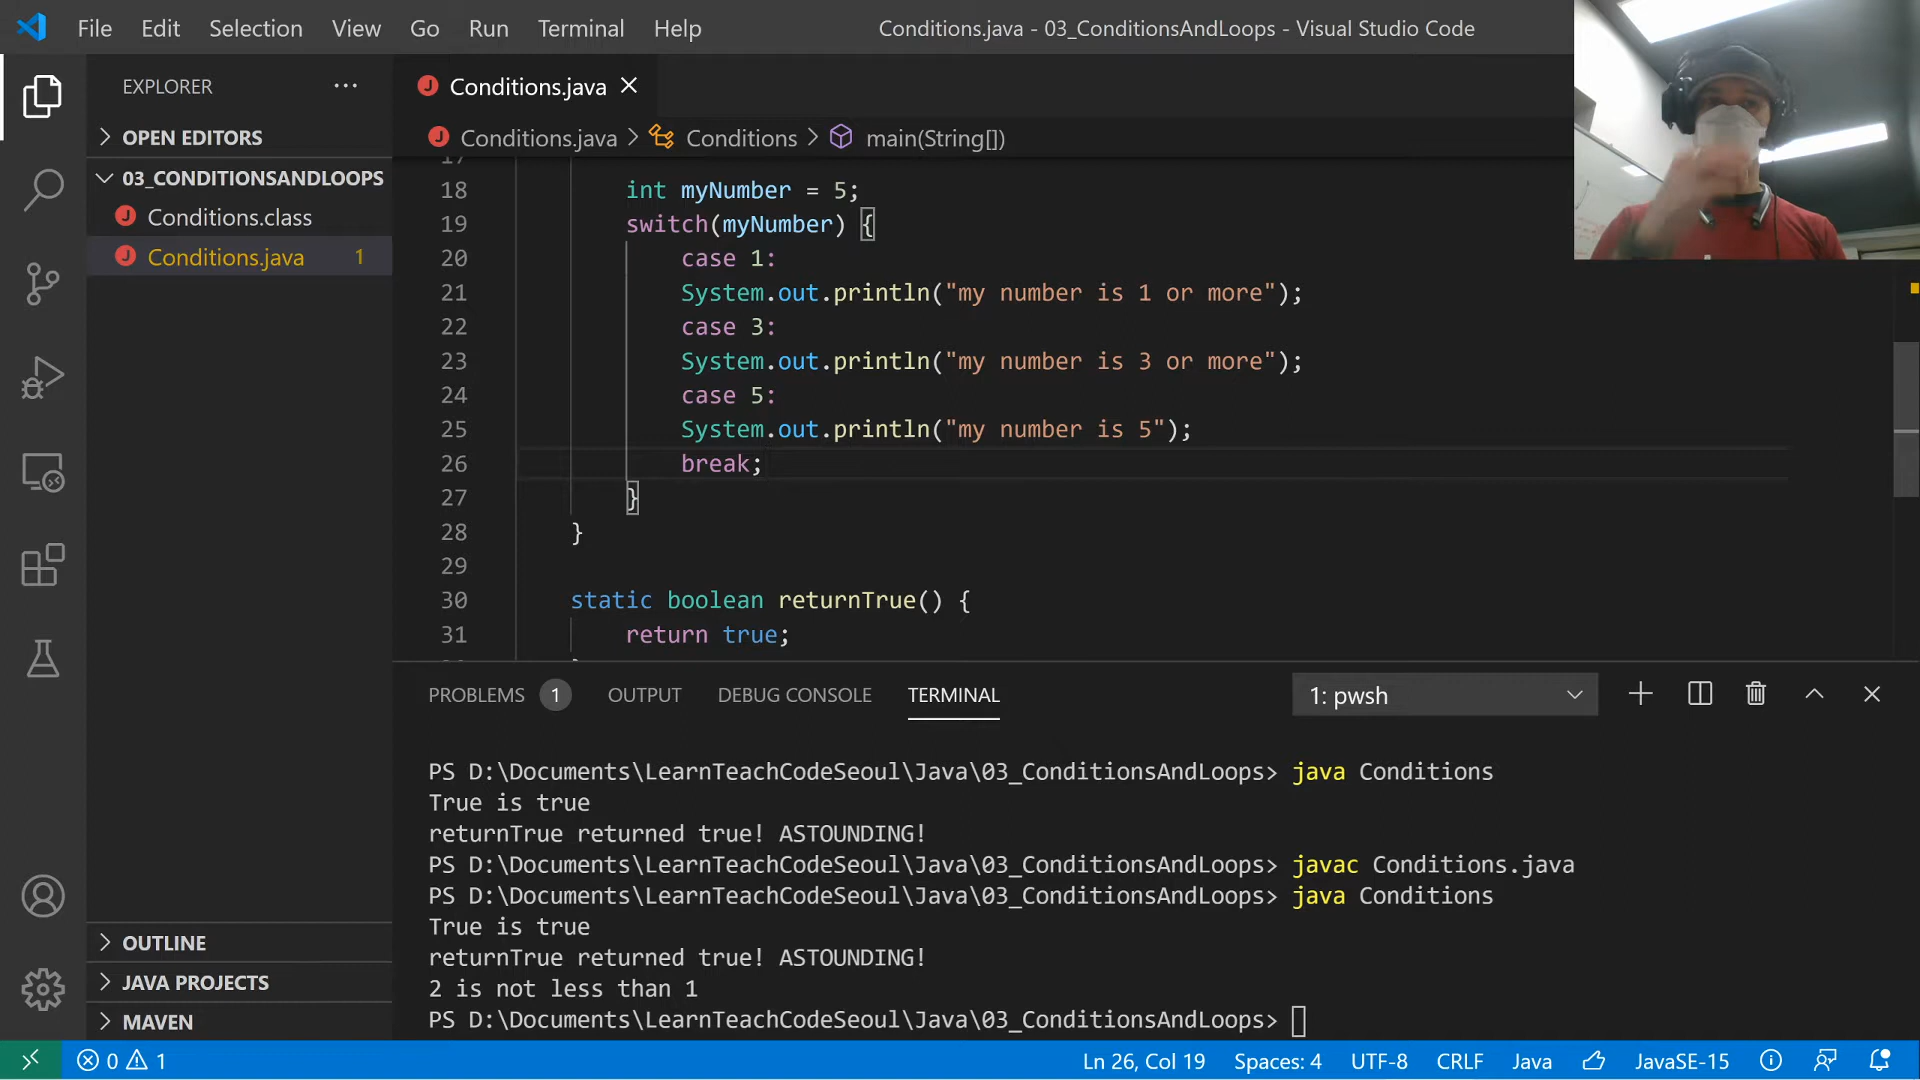 File Edit Selection View Go Run Terminal Help
Conditions.java - 03_ConditionsAndLoops - Visual Studio Code
EXPLORER
OPEN EDITORS
03_CONDITIONSANDLOOPS
Conditions.class
Conditions.java 1
OUTLINE
JAVA PROJECTS
MAVEN
Conditions.java
Conditions.java > Conditions > main(String[])
17
18 int myNumber = 5;
19 switch(myNumber) {
20 case 1:
21 System.out.println("my number is 1 or more");
22 case 3:
23 System.out.println("my number is 3 or more");
24 case 5:
25 System.out.println("my number is 5");
26 break;
27 }
28 }
29
30 static boolean returnTrue() {
31 return true;
PROBLEMS 1 OUTPUT DEBUG CONSOLE TERMINAL 1: pwsh
PS D:\Documents\LearnTeachCodeSeoul\Java\03_ConditionsAndLoops> java Conditions
True is true
returnTrue returned true! ASTOUNDING!
PS D:\Documents\LearnTeachCodeSeoul\Java\03_ConditionsAndLoops> javac Conditions.java
PS D:\Documents\LearnTeachCodeSeoul\Java\03_ConditionsAndLoops> java Conditions
True is true
returnTrue returned true! ASTOUNDING!
2 is not less than 1
PS D:\Documents\LearnTeachCodeSeoul\Java\03_ConditionsAndLoops>
0 1 Ln 26, Col 19 Spaces: 4 UTF-8 CRLF Java JavaSE-15